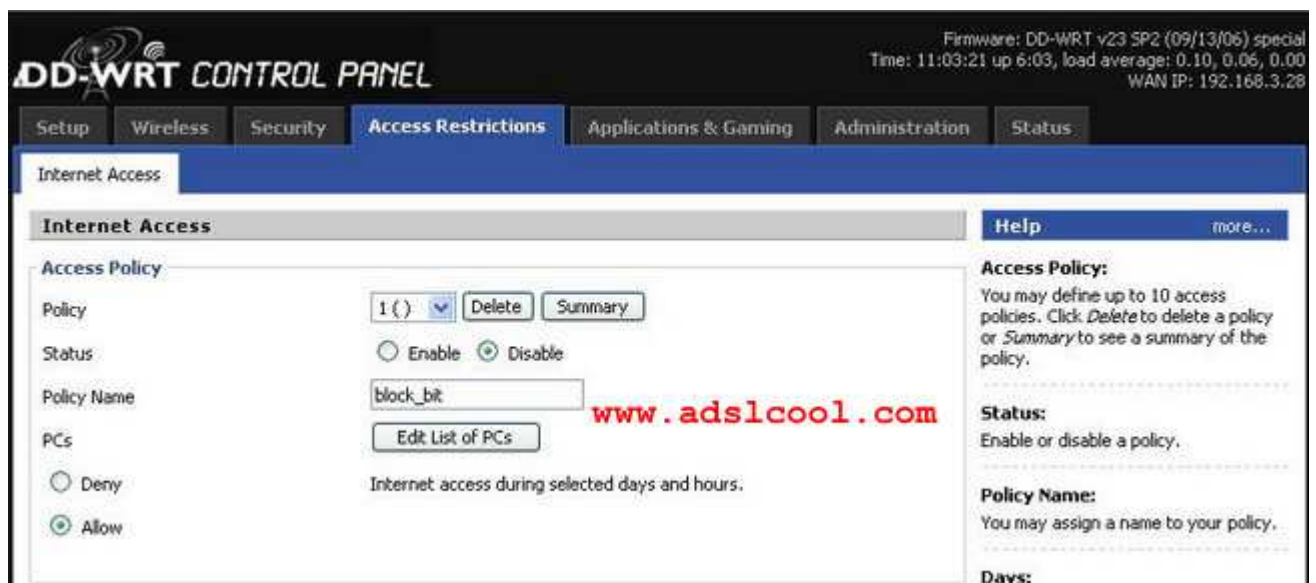 DD-WRT CONTROL PANEL
Firmware: DD-WRT v23 SP2 (09/13/06) special
Time: 11:03:21 up 6:03, load average: 0.10, 0.06, 0.00
WAN IP: 192.168.3.28
Setup Wireless Security Access Restrictions Applications & Gaming Administration Status
Internet Access
Internet Access
Access Policy
Policy 1 ( ) Delete Summary
Status Enable Disable
Policy Name block_bit
www.adslcool.com
PCs Edit List of PCs
Deny Internet access during selected days and hours.
Allow
Help more...
Access Policy:
You may define up to 10 access
policies. Click Delete to delete a policy
or Summary to see a summary of the
policy.
Status:
Enable or disable a policy.
Policy Name:
You may assign a name to your policy.
Days: